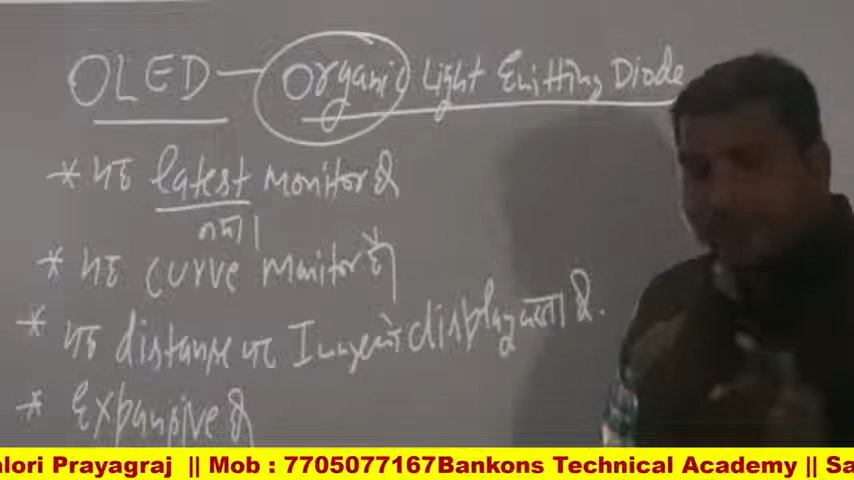 OLED — Organic Light Emitting Diode
* यह latest monitor है
नया
* यह curve monitor है
* यह distance पर Image को display करता है.
* Expansive है
alori Prayagraj || Mob : 7705077167Bankons Technical Academy || Sa